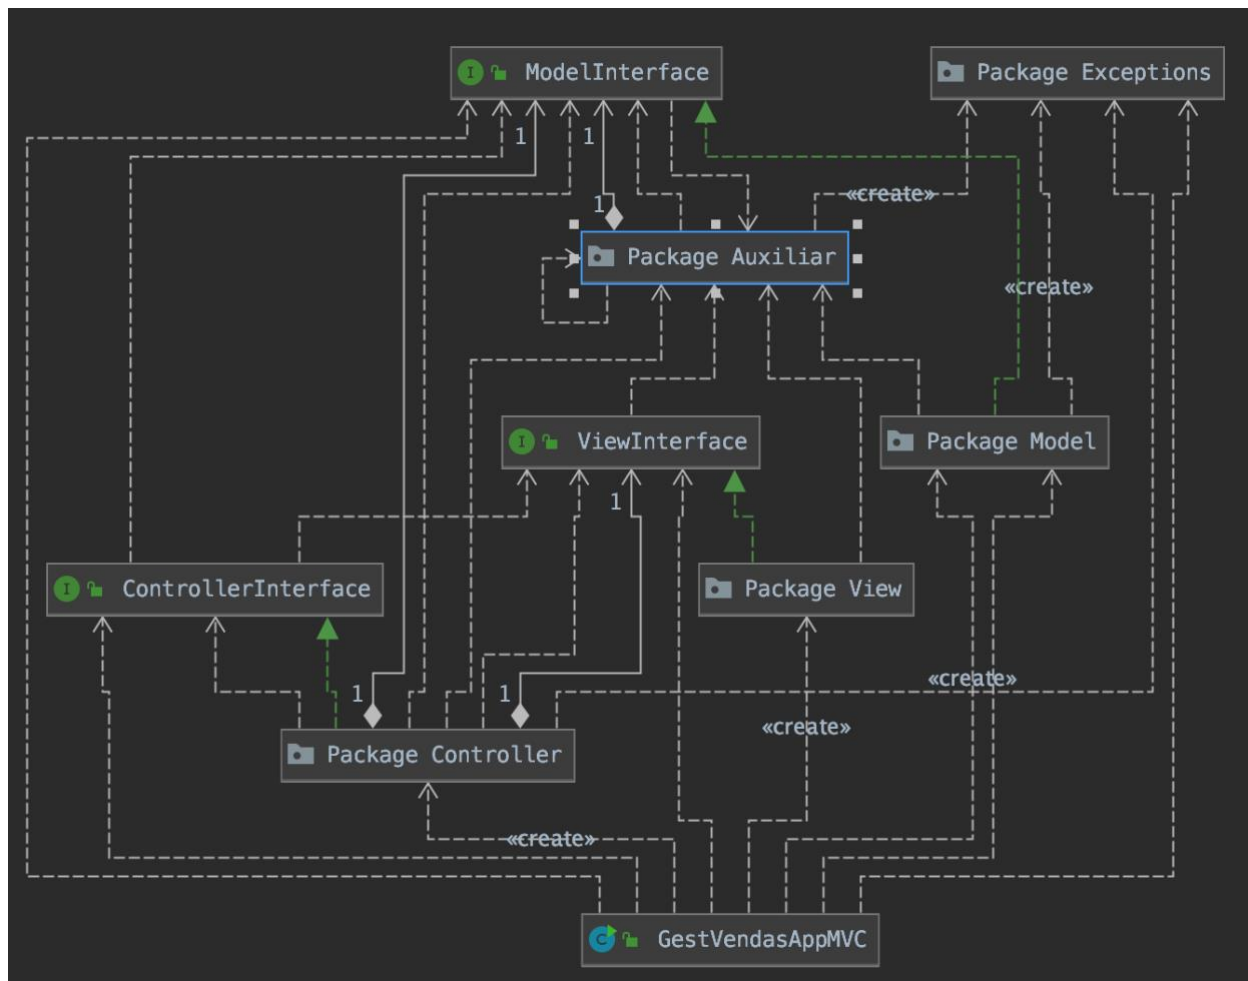 ModelInterface
Package Exceptions
1
1
1
«create»
Package Auxiliar
«create»
ViewInterface
Package Model
1
ControllerInterface
Package View
1
1
«create»
«create»
Package Controller
«create»
GestVendasAppMVC